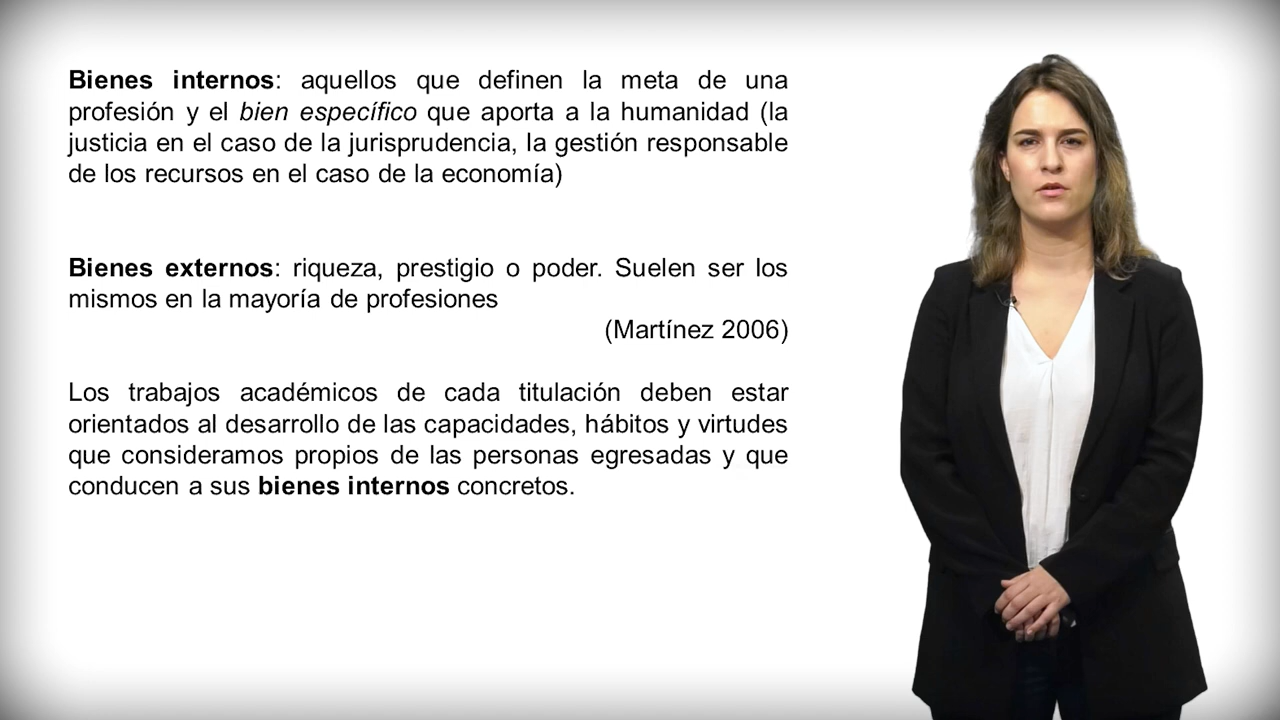 Bienes internos: aquellos que definen la meta de una
profesión y el bien específico que aporta a la humanidad (la
justicia en el caso de la jurisprudencia, la gestión responsable
de los recursos en el caso de la economía)
Bienes externos: riqueza, prestigio o poder. Suelen ser los
mismos en la mayoría de profesiones
(Martínez 2006)
Los trabajos académicos de cada titulación deben estar
orientados al desarrollo de las capacidades, hábitos y virtudes
que consideramos propios de las personas egresadas y que
conducen a sus bienes internos concretos.